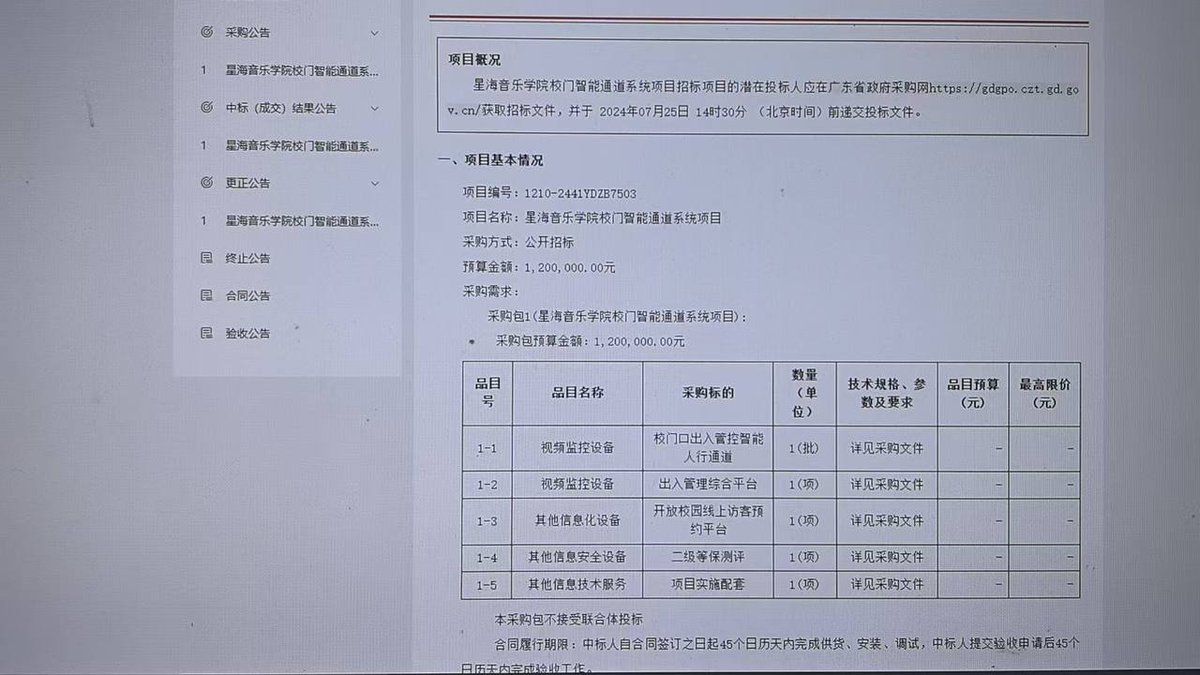 采购公告
1 星海音乐学院校门智能通道系...
中标（成交）结果公告
1 星海音乐学院校门智能通道系...
更正公告
1 星海音乐学院校门智能通道系...
终止公告
合同公告
验收公告
项目概况
星海音乐学院校门智能通道系统项目招标项目的潜在投标人应在广东省政府采购网https://gdgpo.czt.gd.go
v.cn/获取招标文件，并于 2024年07月25日 14时30分 （北京时间）前递交投标文件。
一、项目基本情况
项目编号：1210-2441YDZB7503
项目名称：星海音乐学院校门智能通道系统项目
采购方式：公开招标
预算金额：1,200,000.00元
采购需求：
采购包1(星海音乐学院校门智能通道系统项目)：
采购包预算金额：1,200,000.00元
品目号 品目名称 采购标的 数量（单位） 技术规格、参数及要求 品目预算(元) 最高限价(元)
1-1 视频监控设备 校门口出入管控智能人行通道 1(批) 详见采购文件 - -
1-2 视频监控设备 出入管理综合平台 1(项) 详见采购文件 - -
1-3 其他信息化设备 开放校园线上访客预约平台 1(项) 详见采购文件 - -
1-4 其他信息安全设备 二级等保测评 1(项) 详见采购文件 - -
1-5 其他信息技术服务 项目实施配套 1(项) 详见采购文件 - -
本采购包不接受联合体投标
合同履行期限：中标人自合同签订之日起45个日历天内完成供货、安装、调试，中标人提交验收申请后45个
日历天内完成验收工作。